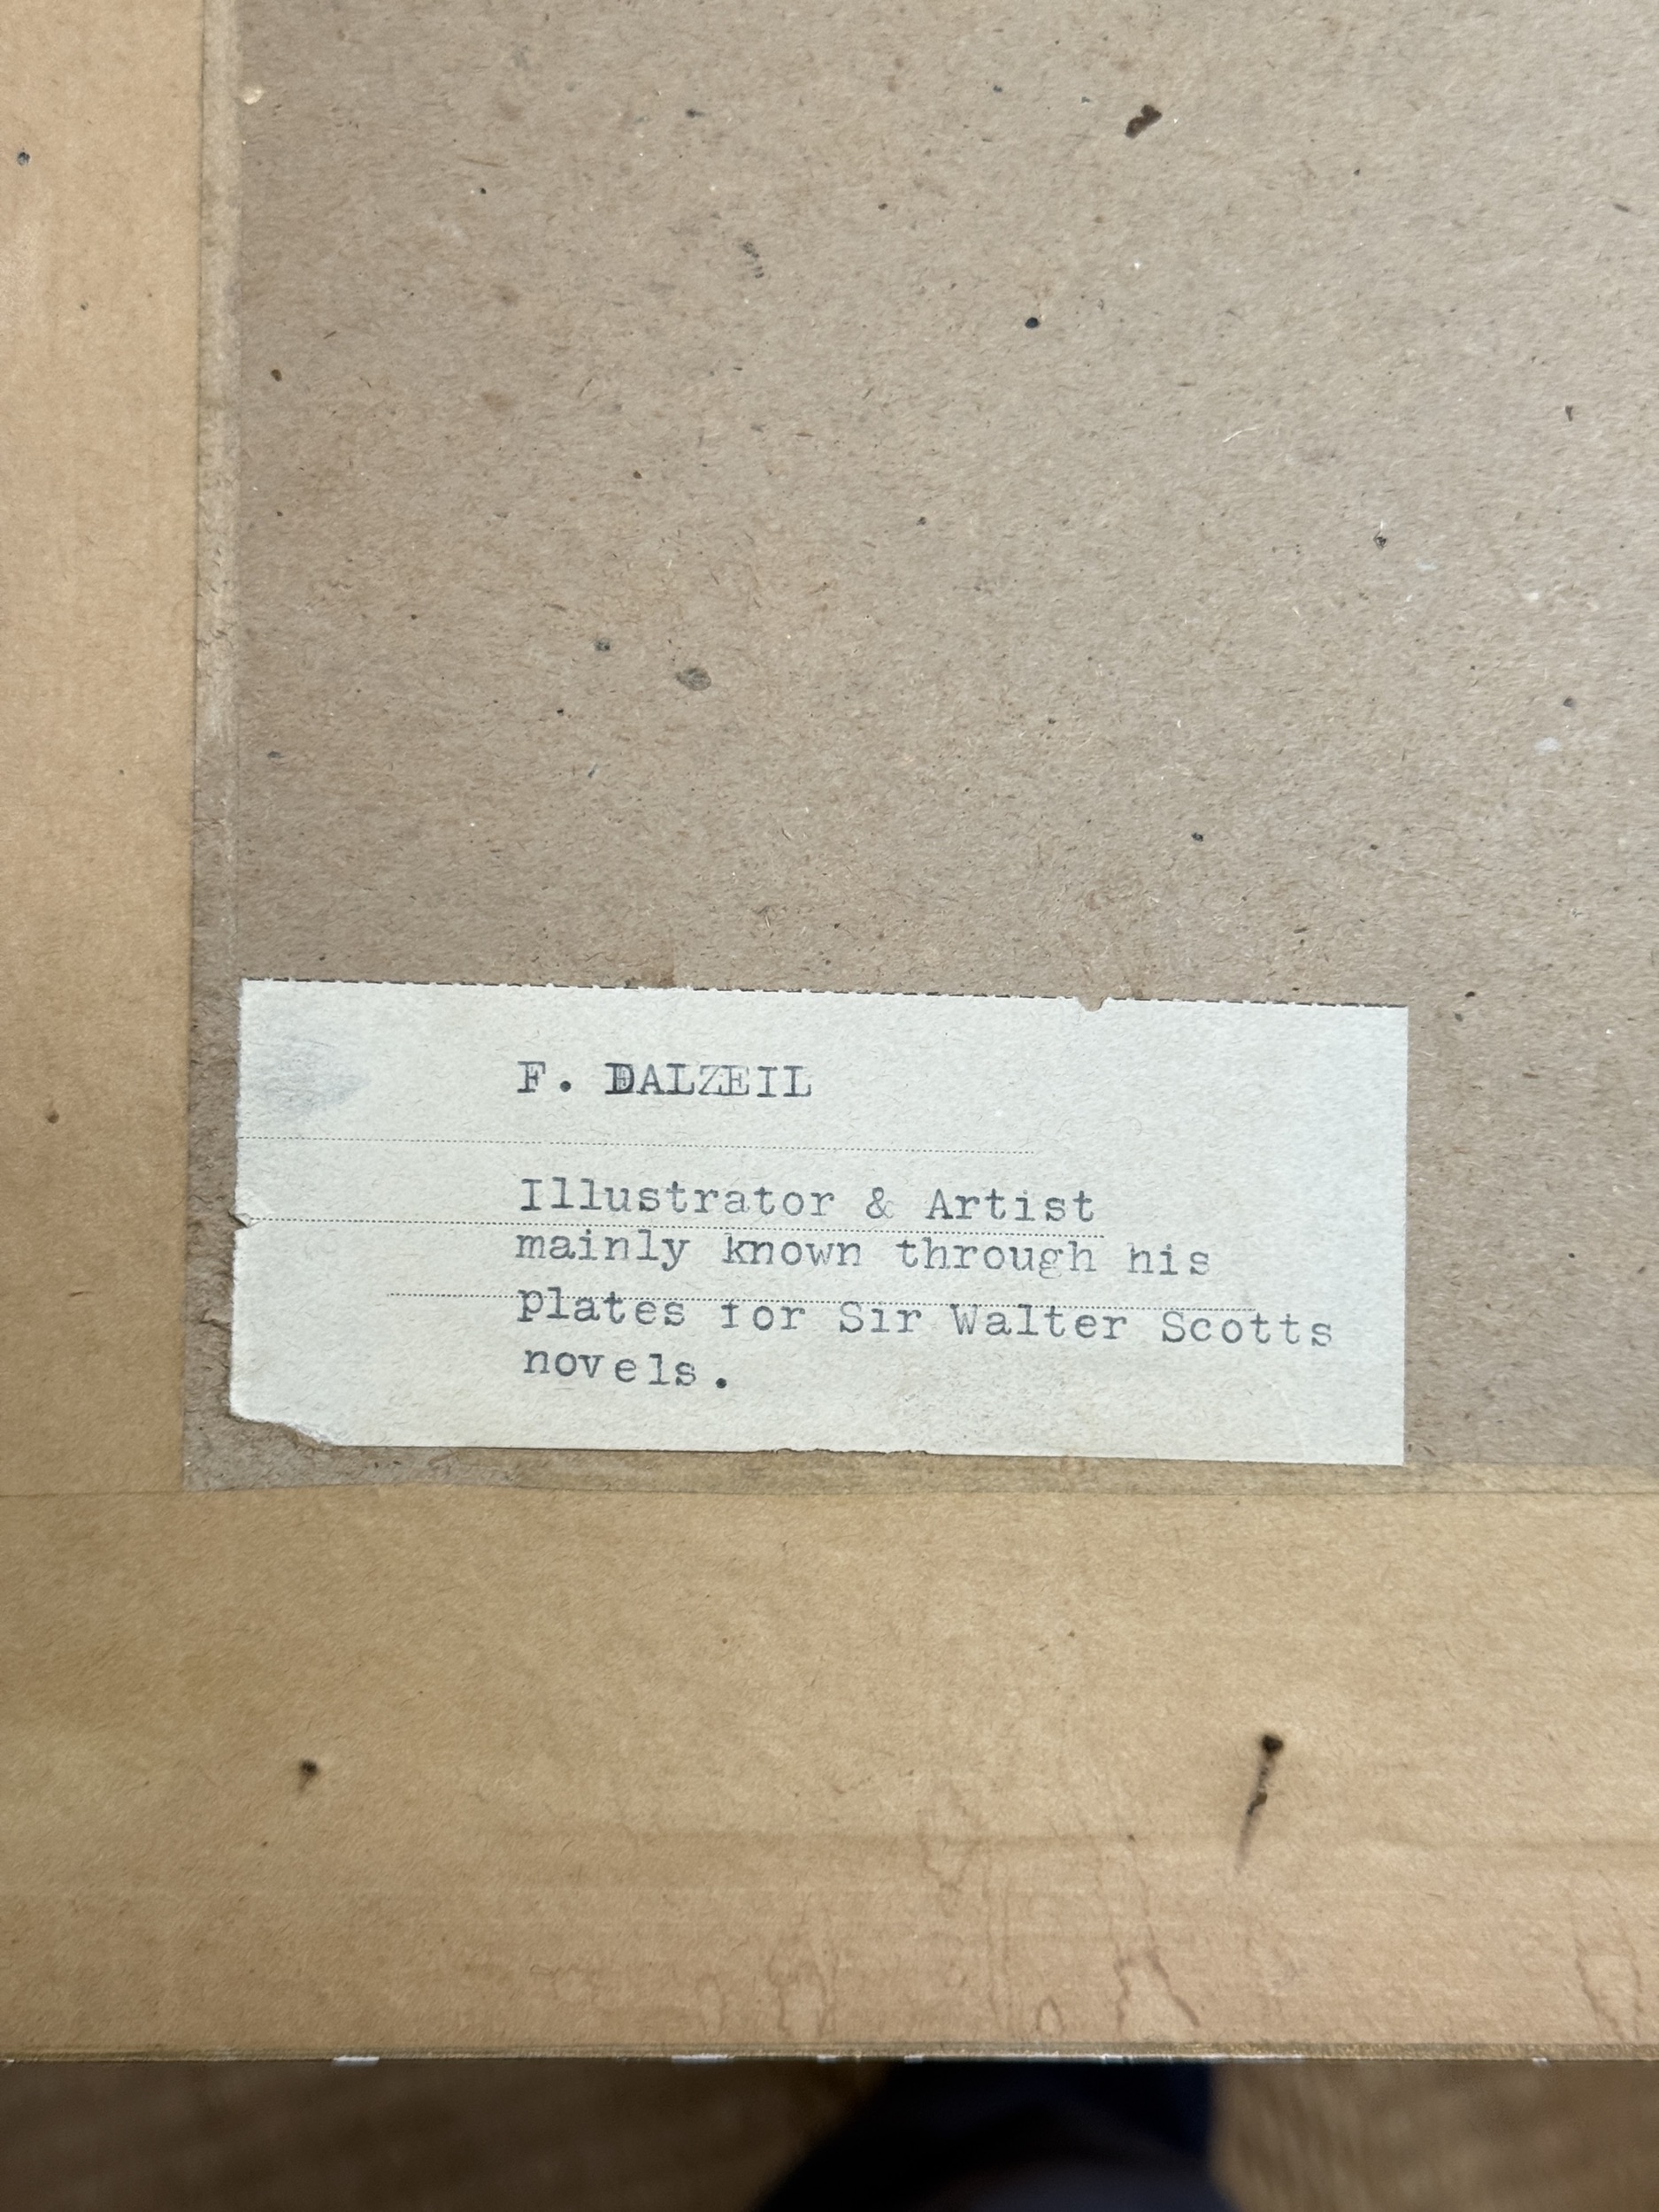 F. DALZEIL
Illustrator & Artist
mainly known through his
plates for Sir Walter Scotts
novels.